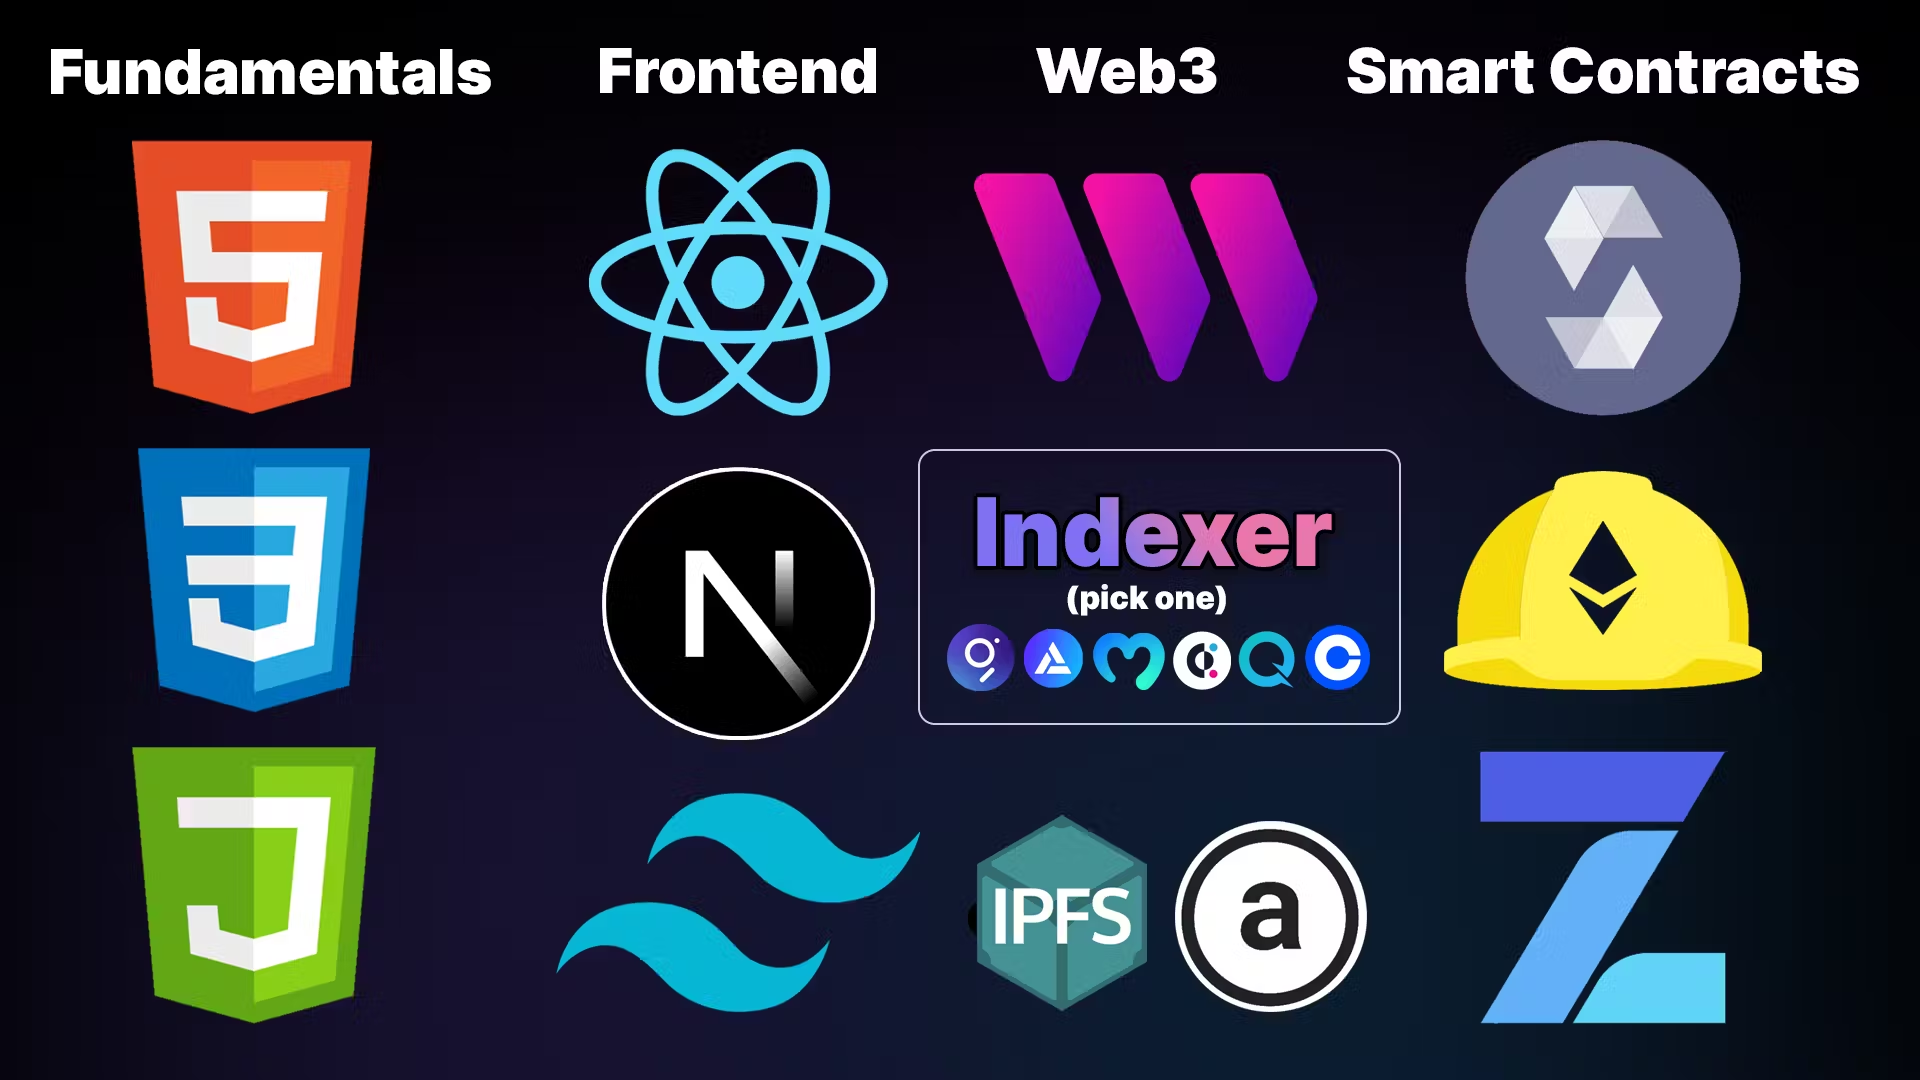 Fundamentals
Frontend
Web3
Smart Contracts
Indexer
(pick one)
IPFS
a